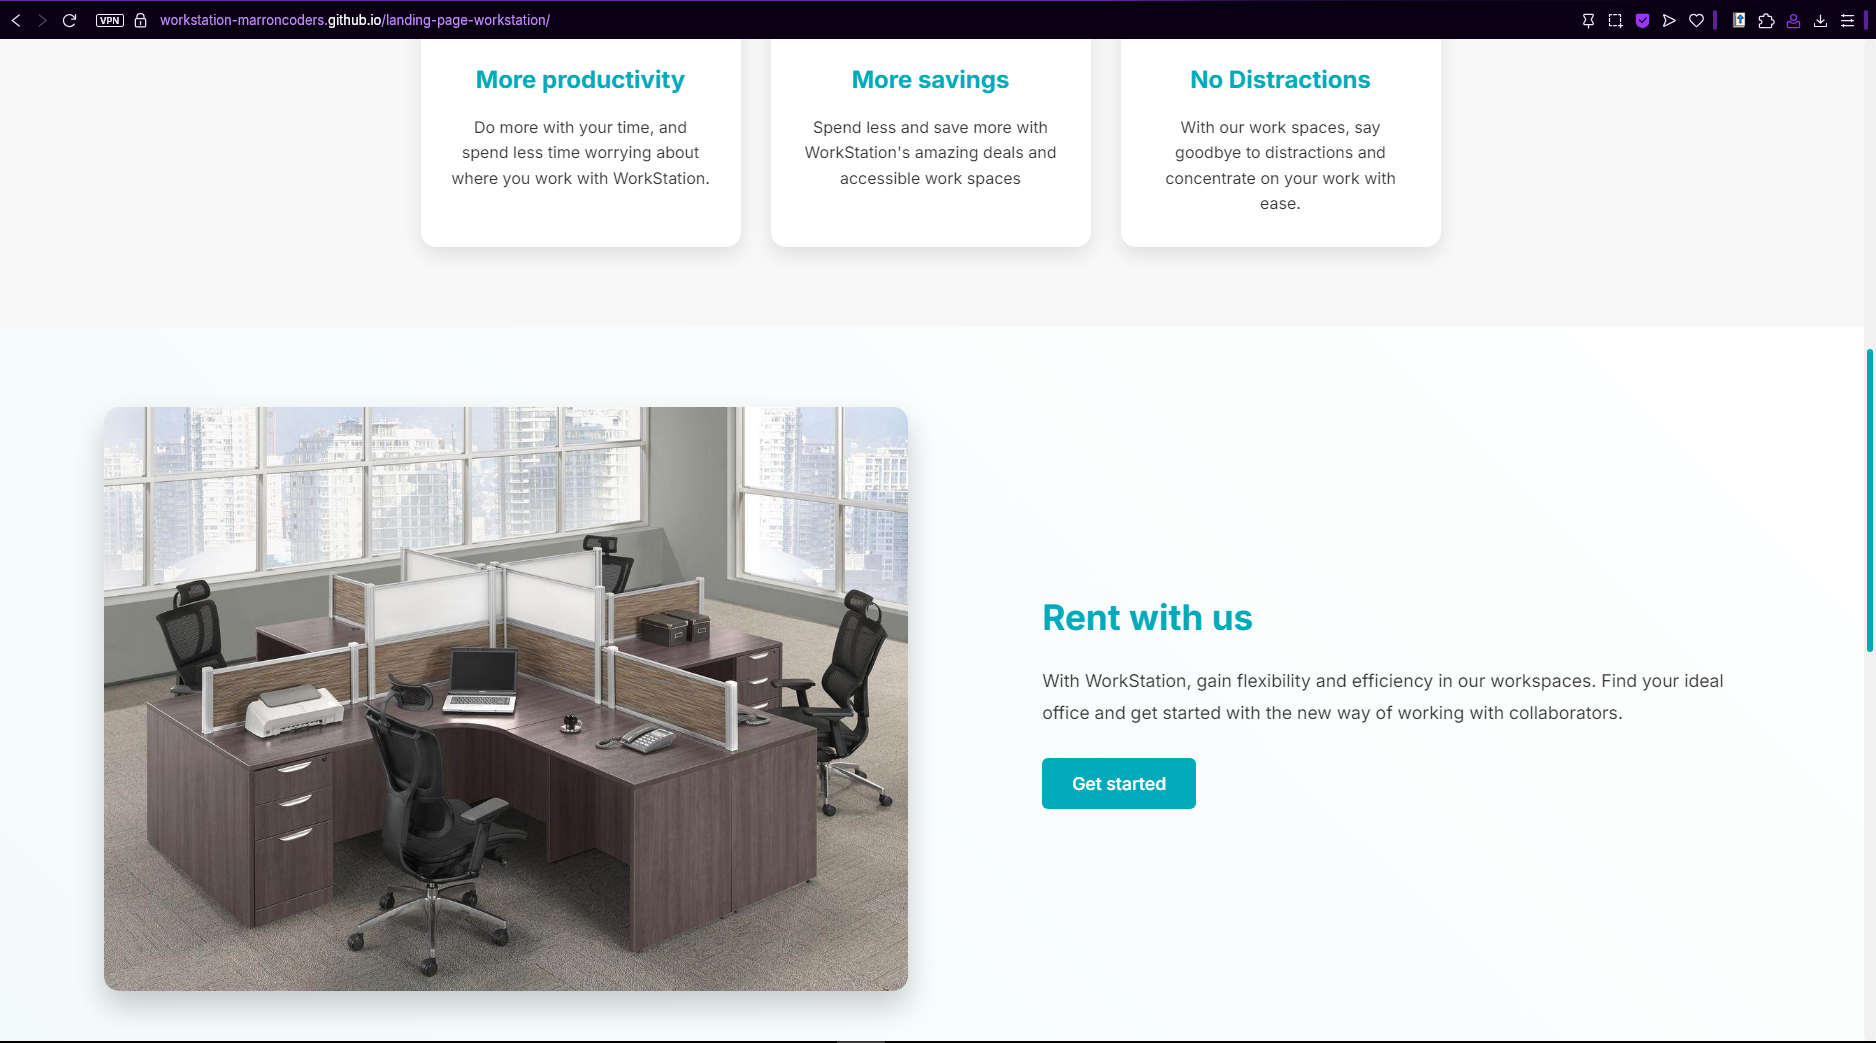 VPN
workstation-marroncoders.github.io/landing-page-workstation/
More productivity
Do more with your time, and
spend less time worrying about
where you work with WorkStation.
More savings
Spend less and save more with
WorkStation's amazing deals and
accessible work spaces
No Distractions
With our work spaces, say
goodbye to distractions and
concentrate on your work with
ease.
Rent with us
With WorkStation, gain flexibility and efficiency in our workspaces. Find your ideal
office and get started with the new way of working with collaborators.
Get started